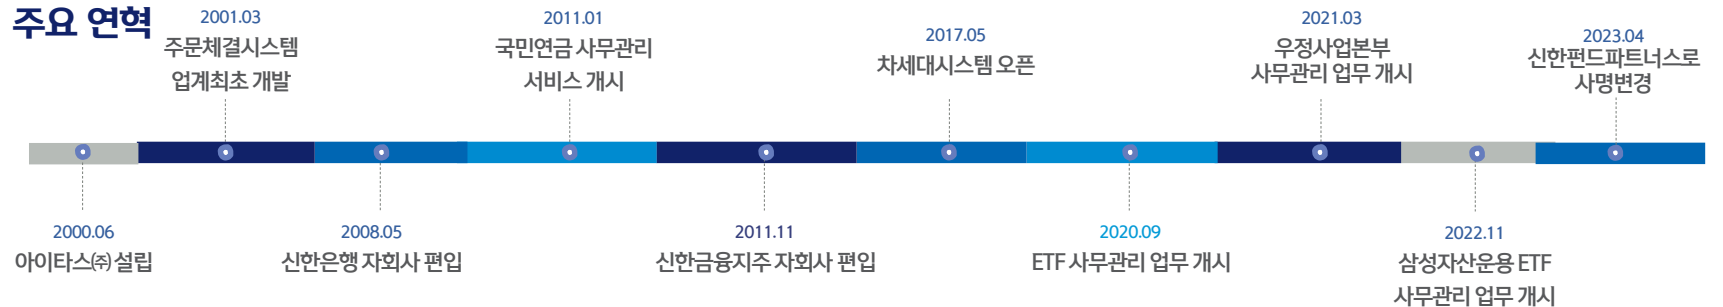 주요 연혁
2001.03
주문체결시스템
업계최초 개발
2011.01
국민연금 사무관리
서비스 개시
2017.05
차세대시스템 오픈
2021.03
우정사업본부
사무관리 업무 개시
2023.04
신한펀드파트너스로
사명변경
2000.06
아이타스㈜ 설립
2008.05
신한은행 자회사 편입
2011.11
신한금융지주 자회사 편입
2020.09
ETF 사무관리 업무 개시
2022.11
삼성자산운용 ETF
사무관리 업무 개시